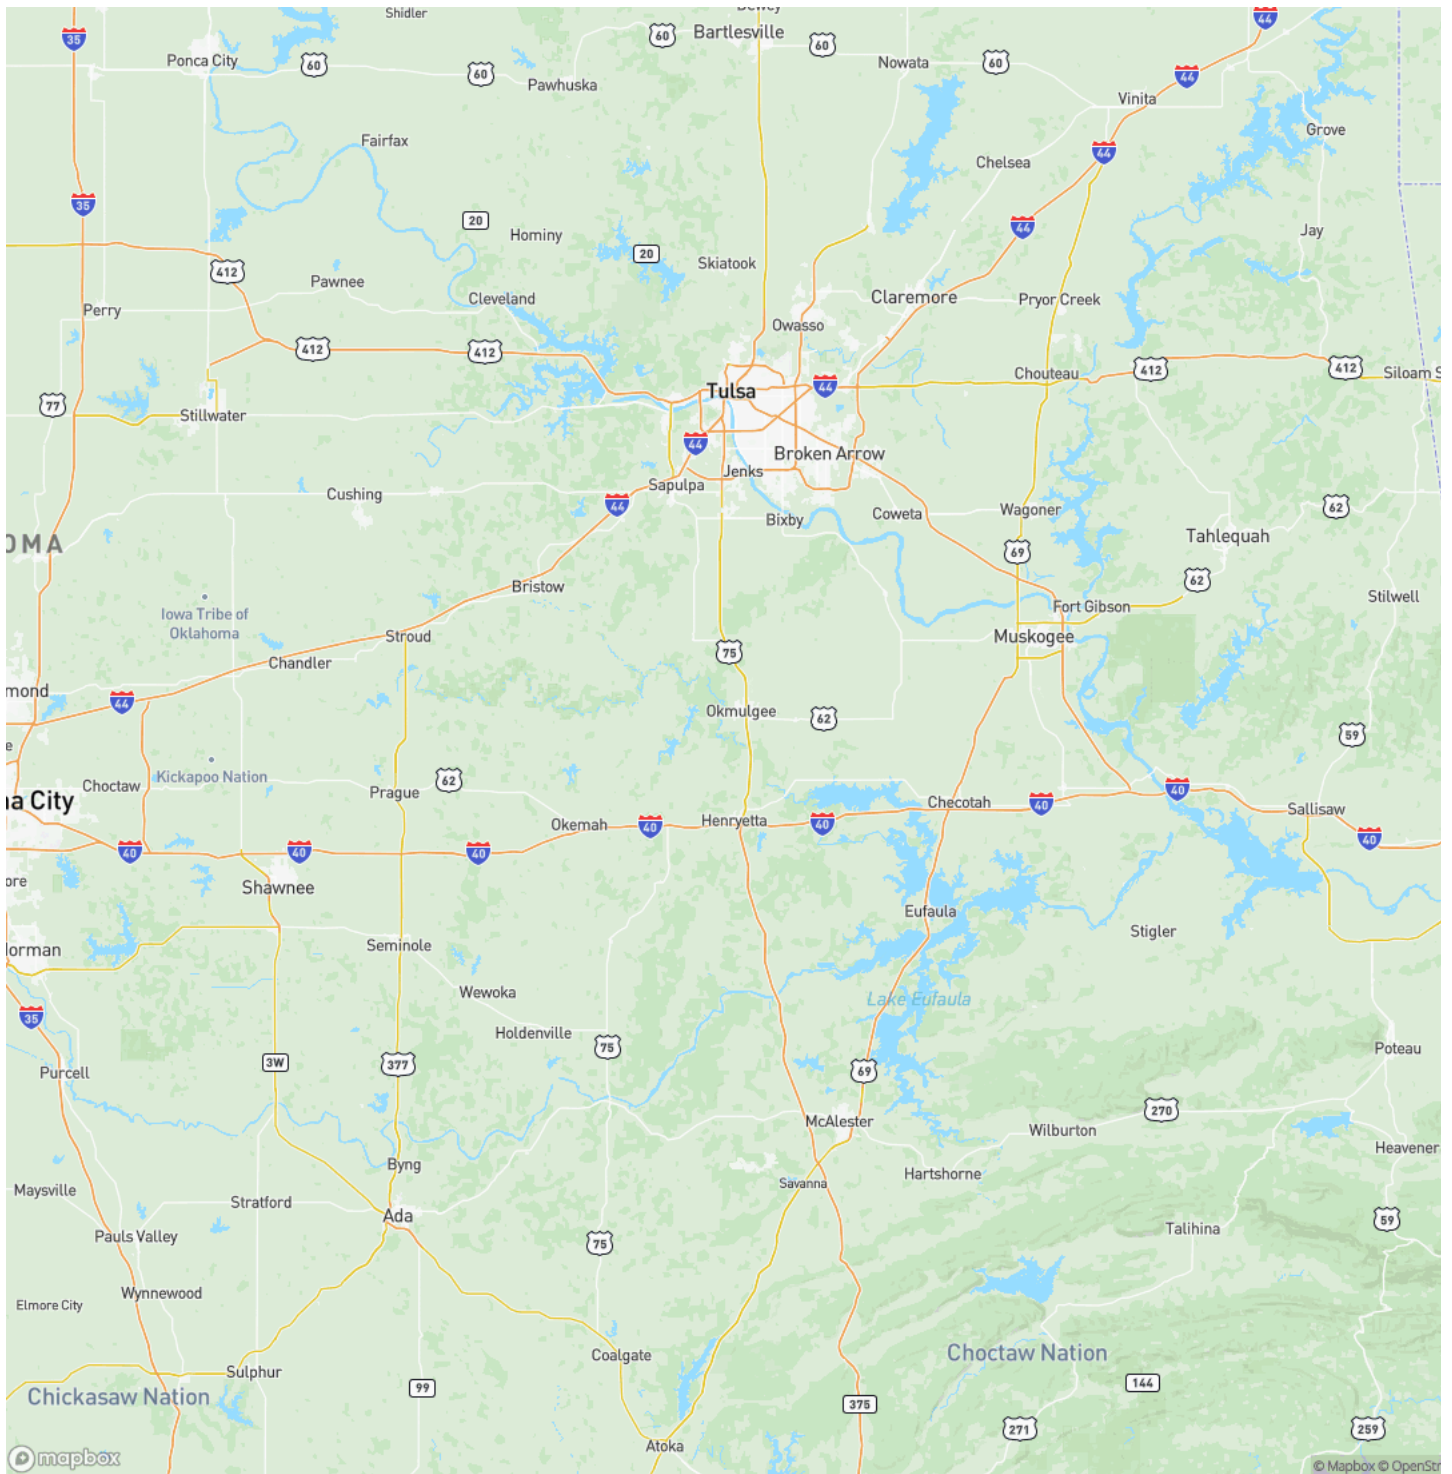 Shidler
Dewey
44
35
Ponca City
60
60
Bartlesville
60
Nowata
60
60
Pawhuska
44
Vinita
Grove
Fairfax
Chelsea
44
35
20
Hominy
20
Skiatook
44
Jay
412
Pawnee
Cleveland
Claremore
Pryor Creek
Perry
Owasso
412
412
412
412
Chouteau
Siloam S
Tulsa
44
77
Stillwater
44
Broken Arrow
Jenks
Sapulpa
Cushing
44
Bixby
Coweta
Wagoner
62
Tahlequah
OMA
69
Bristow
62
Stilwell
Iowa Tribe of
Oklahoma
Fort Gibson
Stroud
Muskogee
75
Chandler
mond
44
Okmulgee
62
59
e
Kickapoo Nation
Choctaw
62
Prague
40
na City
Checotah
40
Sallisaw
Okemah
40
Henryetta
40
40
40
40
40
ore
Shawnee
Eufaula
Stigler
Norman
Seminole
Wewoka
Lake Eufaula
35
Holdenville
75
Poteau
3W
377
69
Purcell
270
McAlester
Wilburton
Heavener
Byng
Hartshorne
Savanna
Maysville
Stratford
Ada
59
Talihina
Pauls Valley
75
Wynnewood
Elmore City
Coalgate
Choctaw Nation
Sulphur
99
144
Chickasaw Nation
375
271
259
Atoka
mapbox
© Mapbox © OpenStr